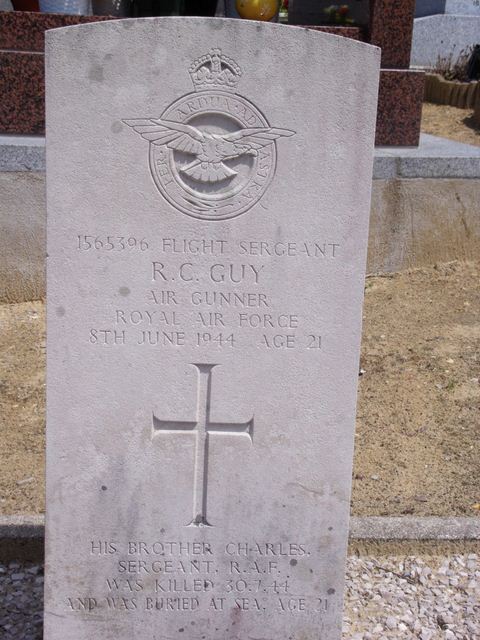 PER ARDUA AD ASTRA
1565396 FLIGHT SERGEANT
R.C. GUY
AIR GUNNER
ROYAL AIR FORCE
8TH JUNE 1944 AGE 21
HIS BROTHER CHARLES,
SERGEANT, R.A.F.
WAS KILLED 30.7.44
AND WAS BURIED AT SEA. AGE 21